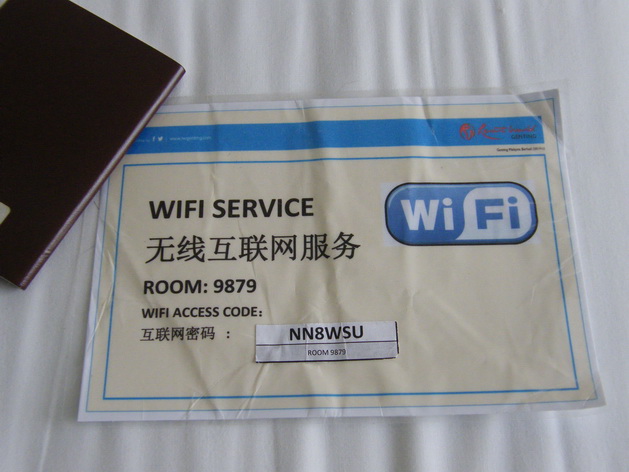 WIFI SERVICE
WiFi
无线互联网服务
ROOM: 9879
WIFI ACCESS CODE:
互联网密码 :
NN8WSU
ROOM 9879